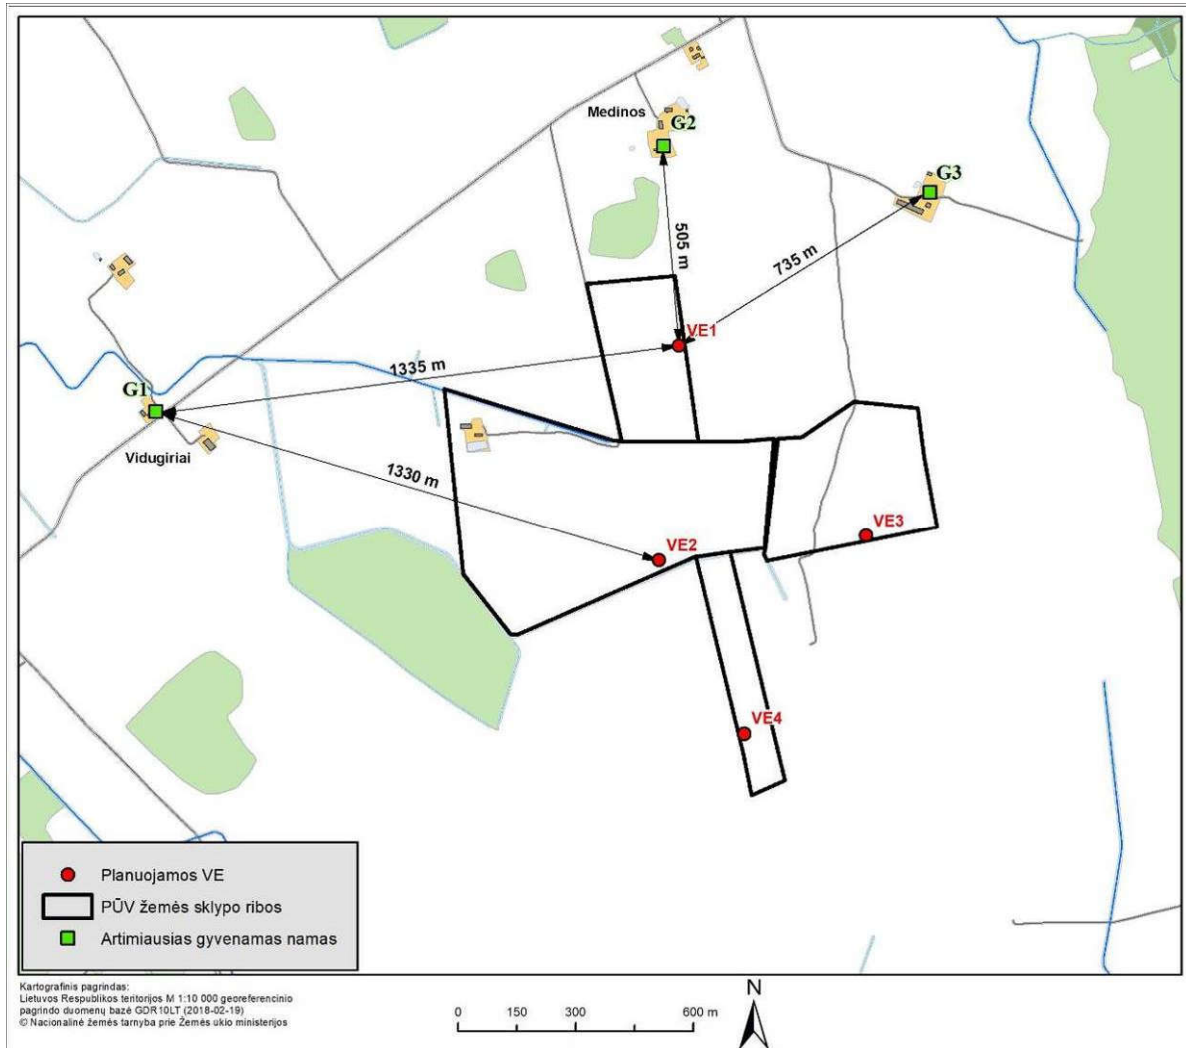 Medinos
G2
G3
505 m
735 m
VE1
1335 m
G1
Vidugiriai
1330 m
VE2
VE3
VE4
Planuojamos VE
PŪV žemės sklypo ribos
Artimiausias gyvenamas namas
Kartografinis pagrindas:
Lietuvos Respublikos teritorijos M 1:10 000 georeferencinio
pagrindo duomenų bazė GDR10LT (2018-02-19)
© Nacionalinė žemės tarnyba prie Žemės ūkio ministerijos
0 150 300 600 m
N